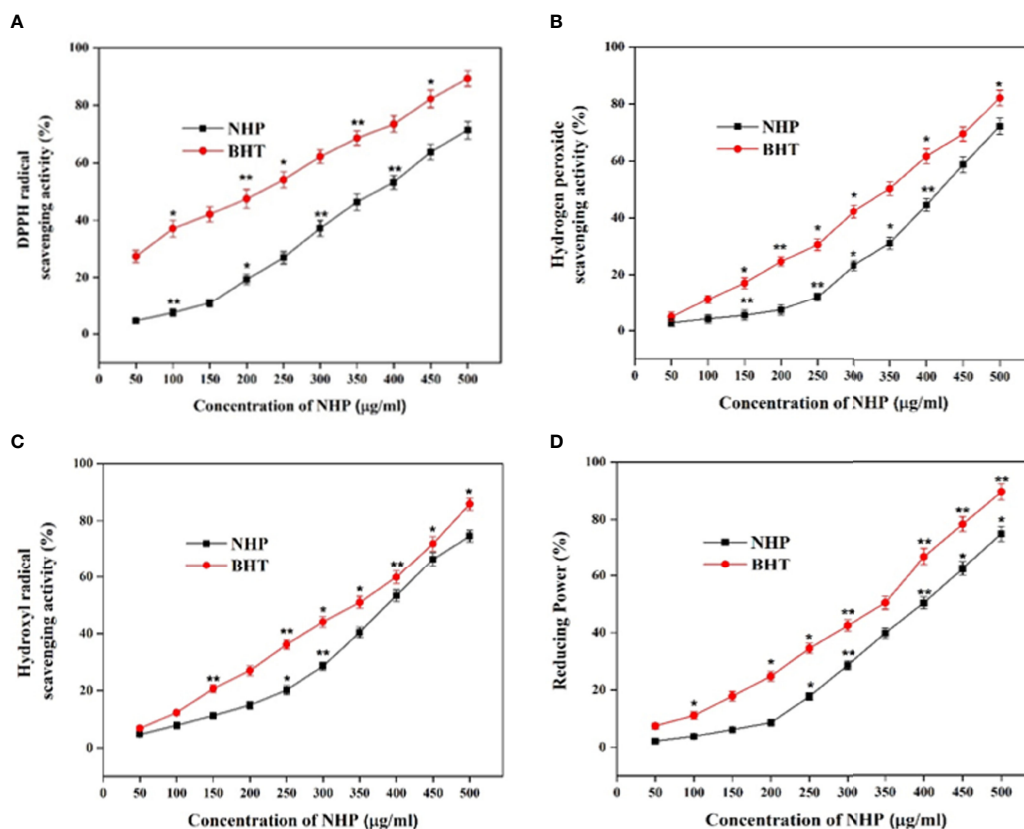 A
DPPH radical
scavenging activity (%)
100
80
60
40
20
0
NHP
BHT
*
**
*
**
*
**
**
*
**
0 50 100 150 200 250 300 350 400 450 500
Concentration of NHP (µg/ml)
B
Hydrogen peroxide
scavenging activity (%)
100
80
60
40
20
0
NHP
BHT
*
*
*
*
**
*
**
*
*
**
**
0 50 100 150 200 250 300 350 400 450 500
Concentration of NHP (µg/ml)
C
Hydroxyl radical
scavenging activity (%)
100
80
60
40
20
0
NHP
BHT
*
*
**
*
*
**
**
**
*
0 50 100 150 200 250 300 350 400 450 500
Concentration of NHP (µg/ml)
D
Reducing Power (%)
100
80
60
40
20
0
NHP
BHT
**
**
*
**
*
**
**
*
**
*
*
*
0 50 100 150 200 250 300 350 400 450 500
Concentration of NHP (µg/ml)